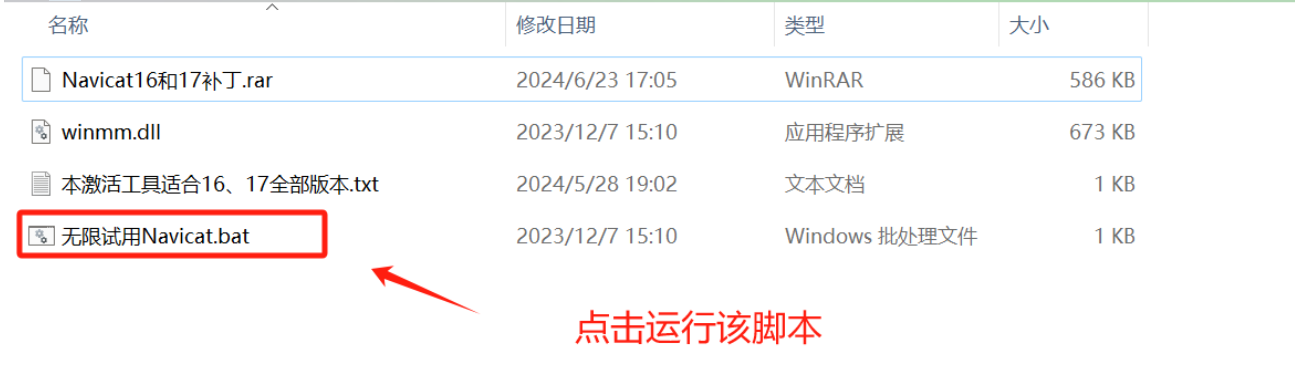 名称 修改日期 类型 大小
Navicat16和17补丁.rar 2024/6/23 17:05 WinRAR 586 KB
winmm.dll 2023/12/7 15:10 应用程序扩展 673 KB
本激活工具适合16、17全部版本.txt 2024/5/28 19:02 文本文档 1 KB
无限试用Navicat.bat 2023/12/7 15:10 Windows 批处理文件 1 KB
点击运行该脚本